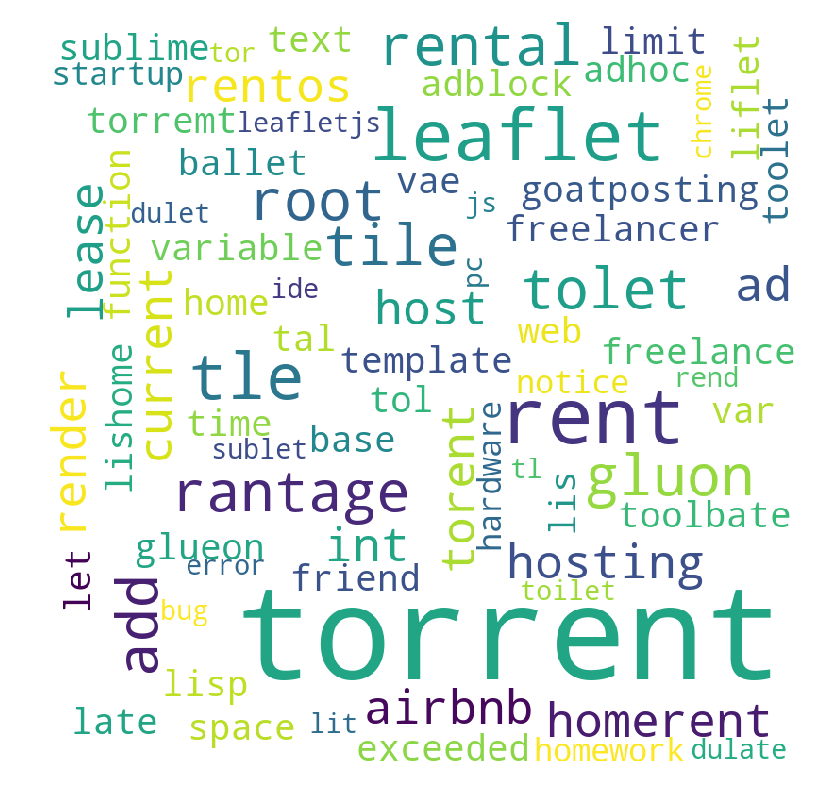 sublime
tor
text
rental
limit
startup
rentos
adblock
adhoc
chrome
liflet
toolet
torremt
leafletjs
leaflet
ballet
vae
goatposting
function
lease
dulet
root
js
freelancer
variable
tile
pc
ide
home
host
tolet
ad
current
tal
template
web
freelance
lishome
tle
notice
rend
render
time
tol
rent
var
sublet
base
torent
hardware
tl
gluon
rantage
lis
toolbate
glueon
int
hosting
let
error
friend
toilet
add
bug
torrent
lisp
airbnb
homerent
late
space
lit
exceeded
homework
dulate